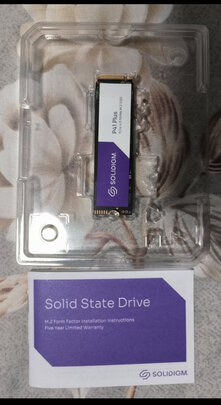 P41 Plus
SOLIDIGM
Solid State Drive
M.2 Form Factor Installation Instructions
Five Year Limited Warranty
SOLIDIGM